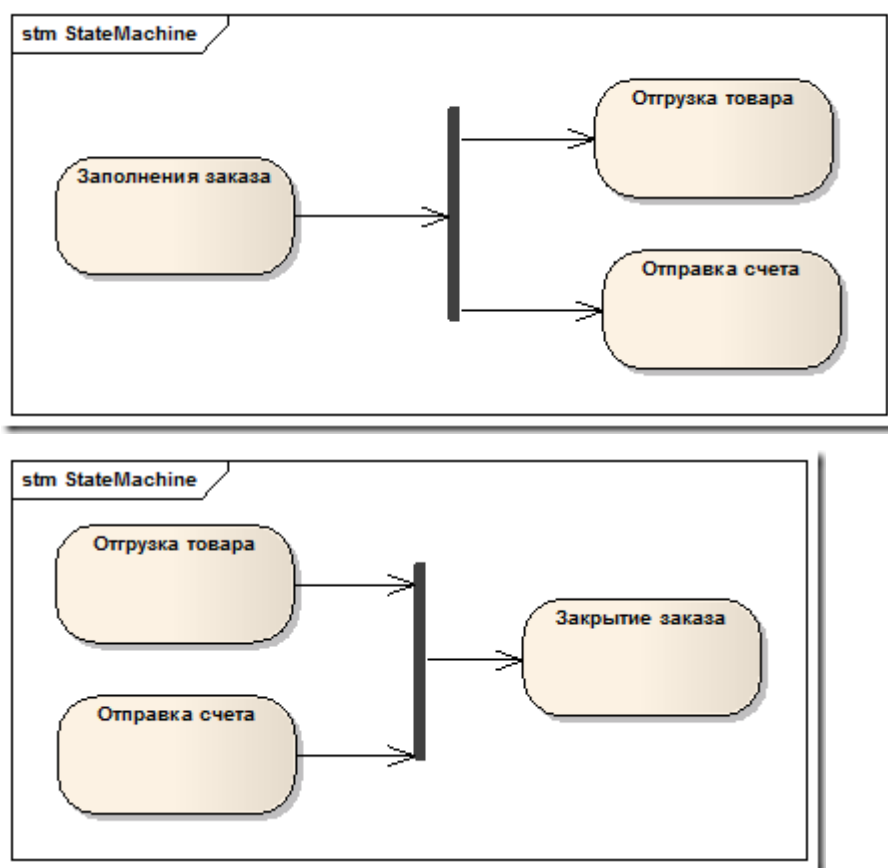 stm StateMachine
Отгрузка товара
Заполнения заказа
Отправка счета
stm StateMachine
Отгрузка товара
Закрытие заказа
Отправка счета